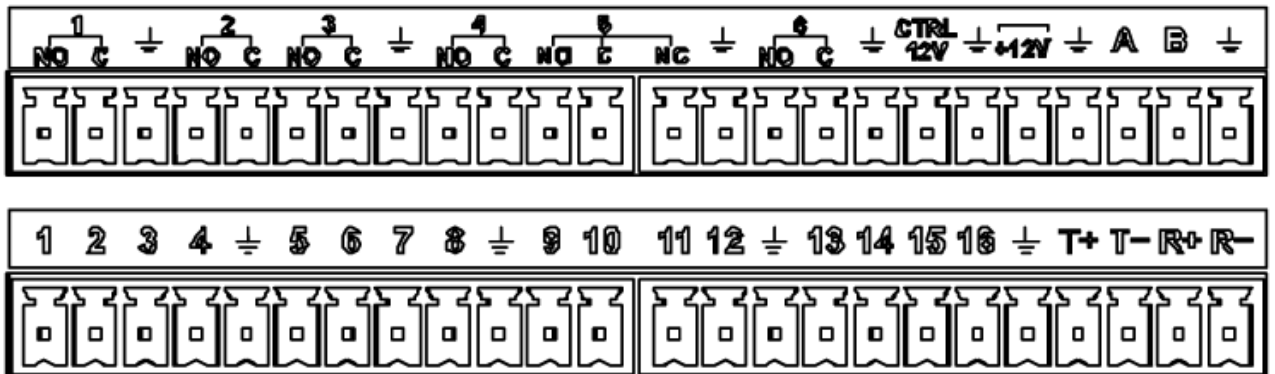 1 2 3 4 5 6 CTRL
NO C ⏚ NO C NO C ⏚ NO C NO C NC ⏚ NO C ⏚ 12V ⏚ +12V ⏚ A B ⏚
1 2 3 4 ⏚ 5 6 7 8 ⏚ 9 10 11 12 ⏚ 13 14 15 16 ⏚ T+ T- R+ R-